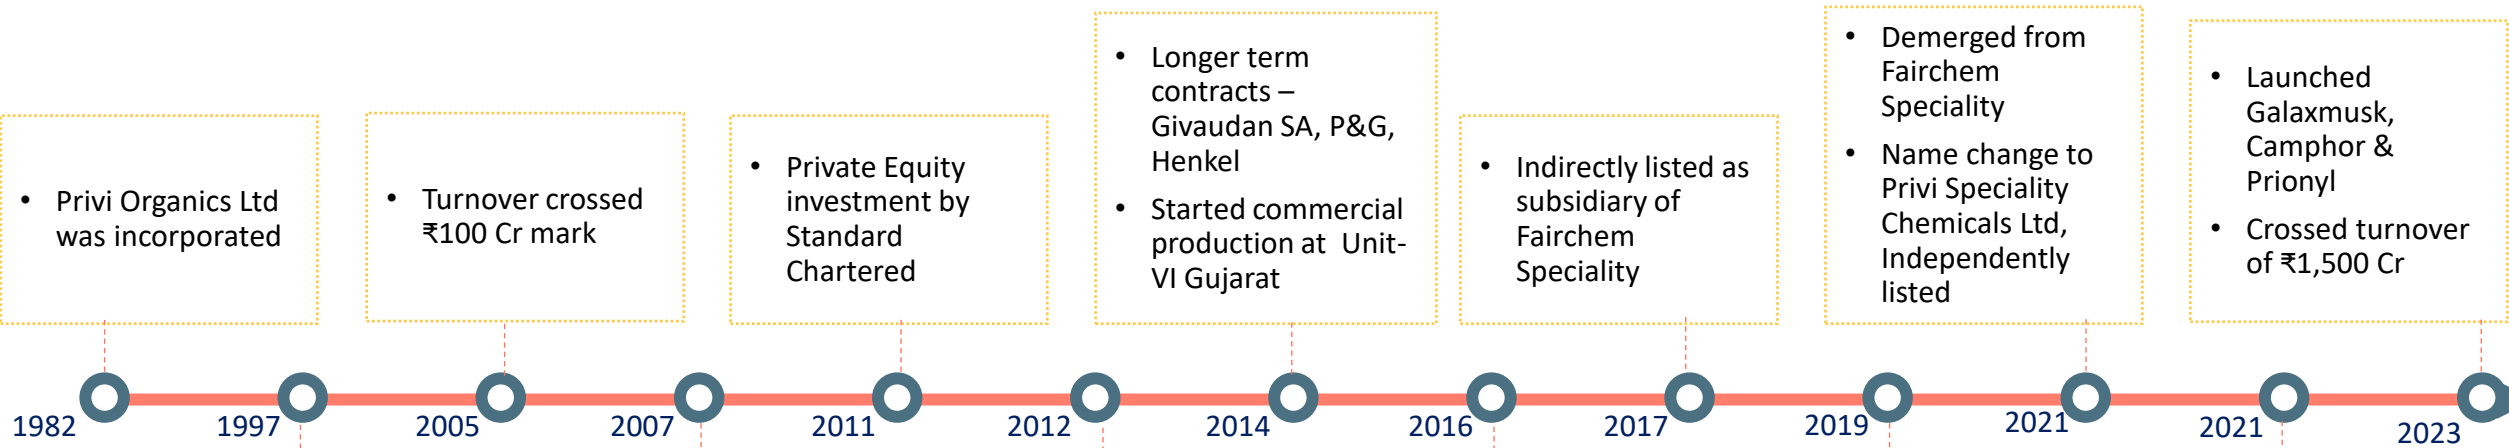 • Privi Organics Ltd
was incorporated
• Turnover crossed
₹100 Cr mark
• Private Equity
investment by
Standard
Chartered
• Longer term
contracts –
Givaudan SA, P&G,
Henkel
• Started commercial
production at Unit-
VI Gujarat
• Indirectly listed as
subsidiary of
Fairchem
Speciality
• Demerged from
Fairchem
Speciality
• Name change to
Privi Speciality
Chemicals Ltd,
Independently
listed
• Launched
Galaxmusk,
Camphor &
Prionyl
• Crossed turnover
of ₹1,500 Cr
1982 1997 2005 2007 2011 2012 2014 2016 2017 2019 2021 2021 2023